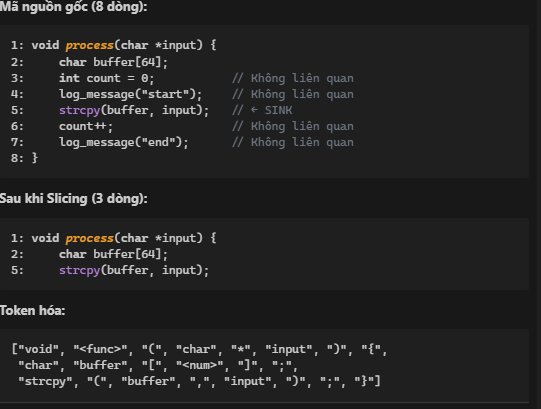 Mã nguồn gốc (8 dòng):
1: void process(char *input) {
2:     char buffer[64];
3:     int count = 0;           // Không liên quan
4:     log_message("start");    // Không liên quan
5:     strcpy(buffer, input);   // ← SINK
6:     count++;                 // Không liên quan
7:     log_message("end");      // Không liên quan
8: }
Sau khi Slicing (3 dòng):
1: void process(char *input) {
2:     char buffer[64];
5:     strcpy(buffer, input);
Token hóa:
["void", "<func>", "(", "char", "*", "input", ")", "{",
 "char", "buffer", "[", "<num>", "]", ";",
 "strcpy", "(", "buffer", ",", "input", ")", ";", "}"]